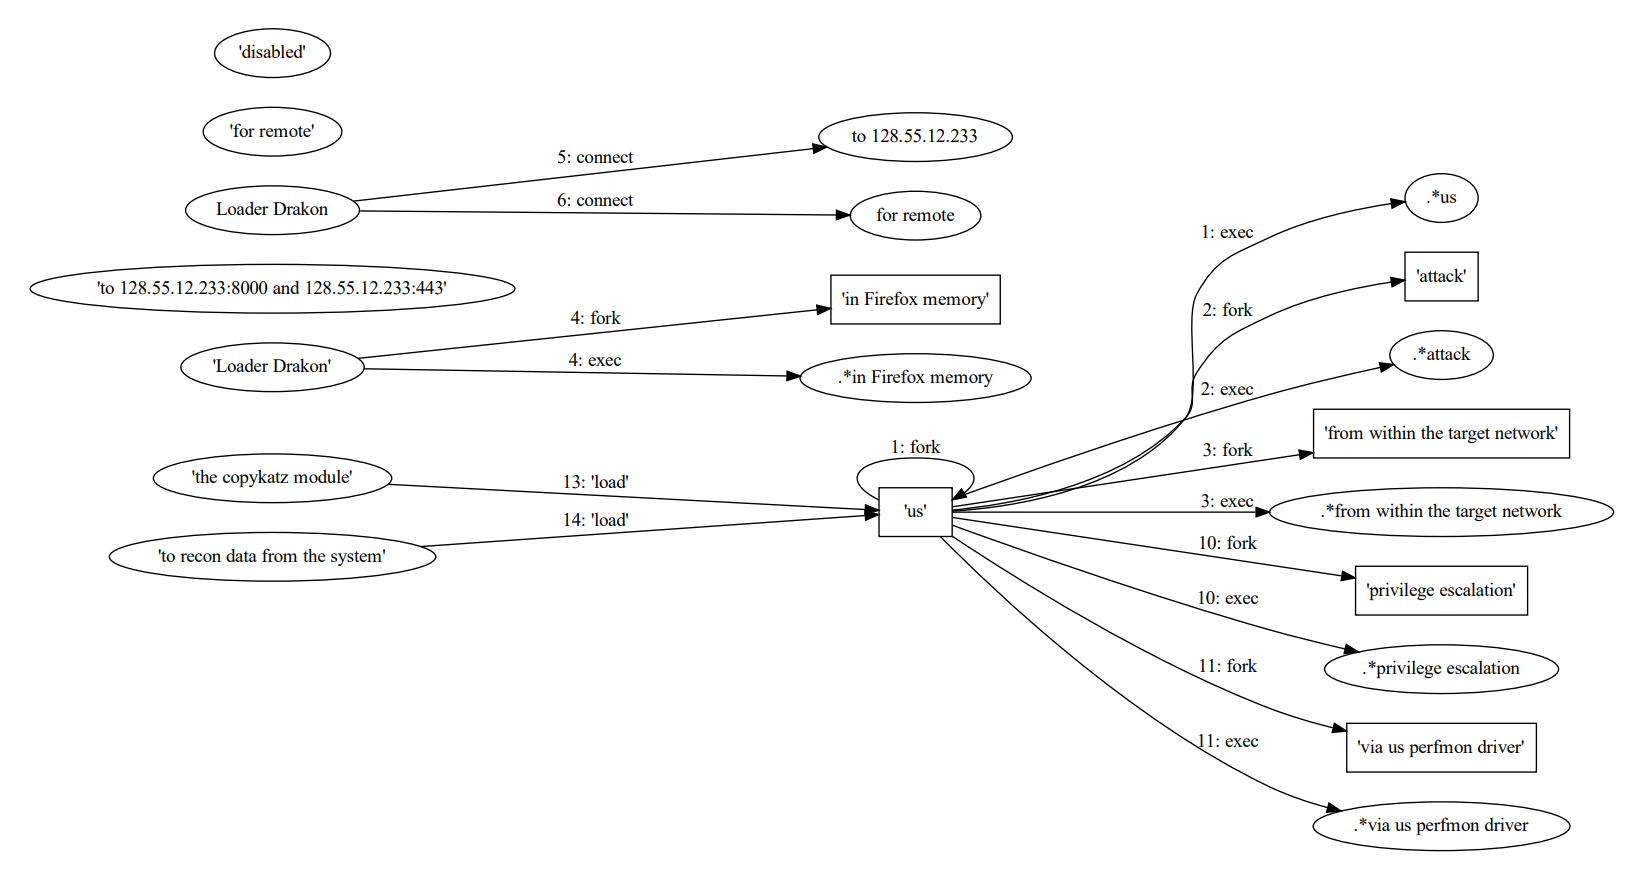 'disabled'
'for remote'
Loader Drakon
'to 128.55.12.233:8000 and 128.55.12.233:443'
'Loader Drakon'
'the copykatz module'
'to recon data from the system'
5: connect
6: connect
4: fork
4: exec
13: 'load'
14: 'load'
to 128.55.12.233
for remote
'in Firefox memory'
.*in Firefox memory
1: fork
'us'
1: exec
2: fork
2: exec
3: fork
3: exec
10: fork
10: exec
11: fork
11: exec
.*us
'attack'
.*attack
'from within the target network'
.*from within the target network
'privilege escalation'
.*privilege escalation
'via us perfmon driver'
.*via us perfmon driver